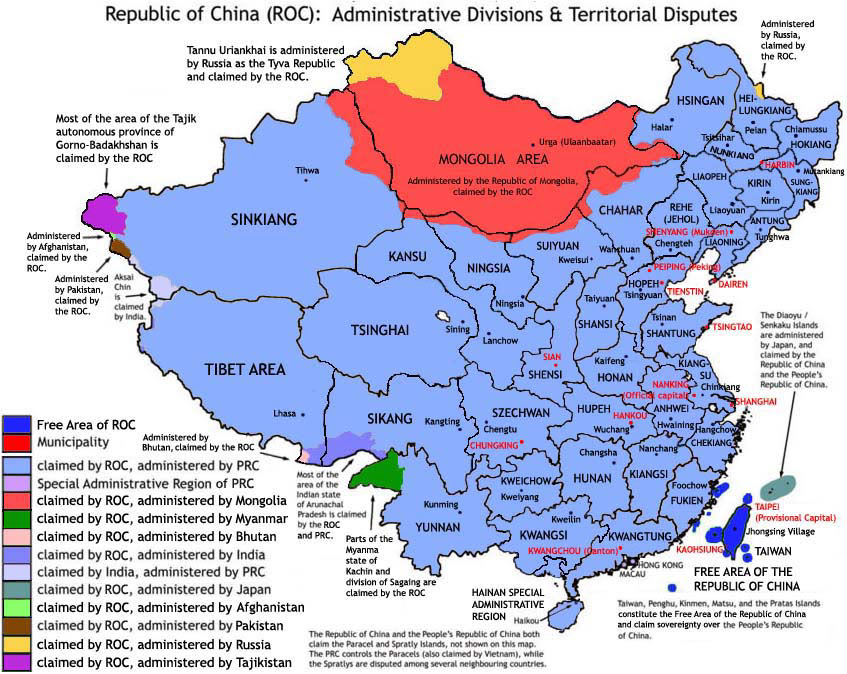 Republic of China (ROC): Administrative Divisions & Territorial Disputes
Tannu Uriankhai is administered
by Russia as the Tyva Republic
and claimed by the ROC.
Administered
by Russia,
claimed by
the ROC.
Most of the area of the Tajik
autonomous province of
Gorno-Badakhshan is
claimed by the ROC
HSINGAN
HEI-
LUNGKIANG
Halar
Peian
Tsitsihar
Chiamussu
HOKIANG
NUNKIANG
HARBIN
Mutankiang
Urga (Ulaanbaatar)
MONGOLIA AREA
Administered by the Republic of Mongolia,
claimed by the ROC
LIAOPEH
KIRIN
Kirin
SUNG-
KIANG
Tihwa
SINKIANG
CHAHAR
REHE
(JEHOL)
Liaoyuan
ANTUNG
Tunghwa
SHENYANG (Mukden)
LIAONING
Chengteh
Administered
by Afghanistan,
claimed by the
ROC.
Administered
by Pakistan,
claimed by
the ROC.
Aksai
Chin
is
claimed
by India.
KANSU
NINGSIA
SUIYUAN
Kweisui
Wanchuan
PEIPING (Peking)
HOPEH
Tsingyuan
TIENSTIN
DAIREN
Ningsia
Taiyuan
TSINGHAI
Sining
Lanchow
SHANSI
Tsinan
SHANTUNG
TSINGTAO
The Diaoyu /
Senkaku Islands
are administered
by Japan, and
claimed by the
Republic of China
and the People's
Republic of China.
TIBET AREA
SIAN
SHENSI
Kaifeng
HONAN
KIANG-
SU
NANKING
(Official capital)
Chinkiang
SHANGHAI
Lhasa
SIKANG
Kangting
SZECHWAN
Chengtu
CHUNGKING
HUPEH
HANKOU
Wuchang
ANHWEI
Hwaining
Hangchow
CHEKIANG
Free Area of ROC
Municipality
claimed by ROC, administered by PRC
Special Administrative Region of PRC
claimed by ROC, administered by Mongolia
claimed by ROC, administered by Myanmar
claimed by ROC, administered by Bhutan
claimed by ROC, administered by India
claimed by India, administered by PRC
claimed by ROC, administered by Japan
claimed by ROC, administered by Afghanistan
claimed by ROC, administered by Pakistan
claimed by ROC, administered by Russia
claimed by ROC, administered by Tajikistan
Administered by
Bhutan, claimed by the ROC
Most of the
area of the
Indian state
of Arunachal
Pradesh is claimed
by the ROC
and PRC.
Parts of the
Myanma
state of
Kachin and
division of Sagaing are
claimed by the ROC
Changsha
HUNAN
Nanchang
KIANGSI
KWEICHOW
Kweiyang
Foochow
FUKIEN
Kunming
YUNNAN
Kweilin
KWANGSI
KWANGTUNG
KWANGCHOU (Canton)
TAIPEI
(Provisional Capital)
Jhongsing Village
KAOHSIUNG
TAIWAN
HONG KONG
MACAU
FREE AREA OF THE
REPUBLIC OF CHINA
HAINAN SPECIAL
ADMINISTRATIVE
REGION
Haikou
Taiwan, Penghu, Kinmen, Matsu, and the Pratas Islands
constitute the Free Area of the Republic of China
and claim sovereignty over the People's Republic
of China.
The Republic of China and the People's Republic of China both
claim the Paracel and Spratly Islands, not shown on this map.
The PRC controls the Paracels (also claimed by Vietnam), while
the Spratlys are disputed among several neighbouring countries.